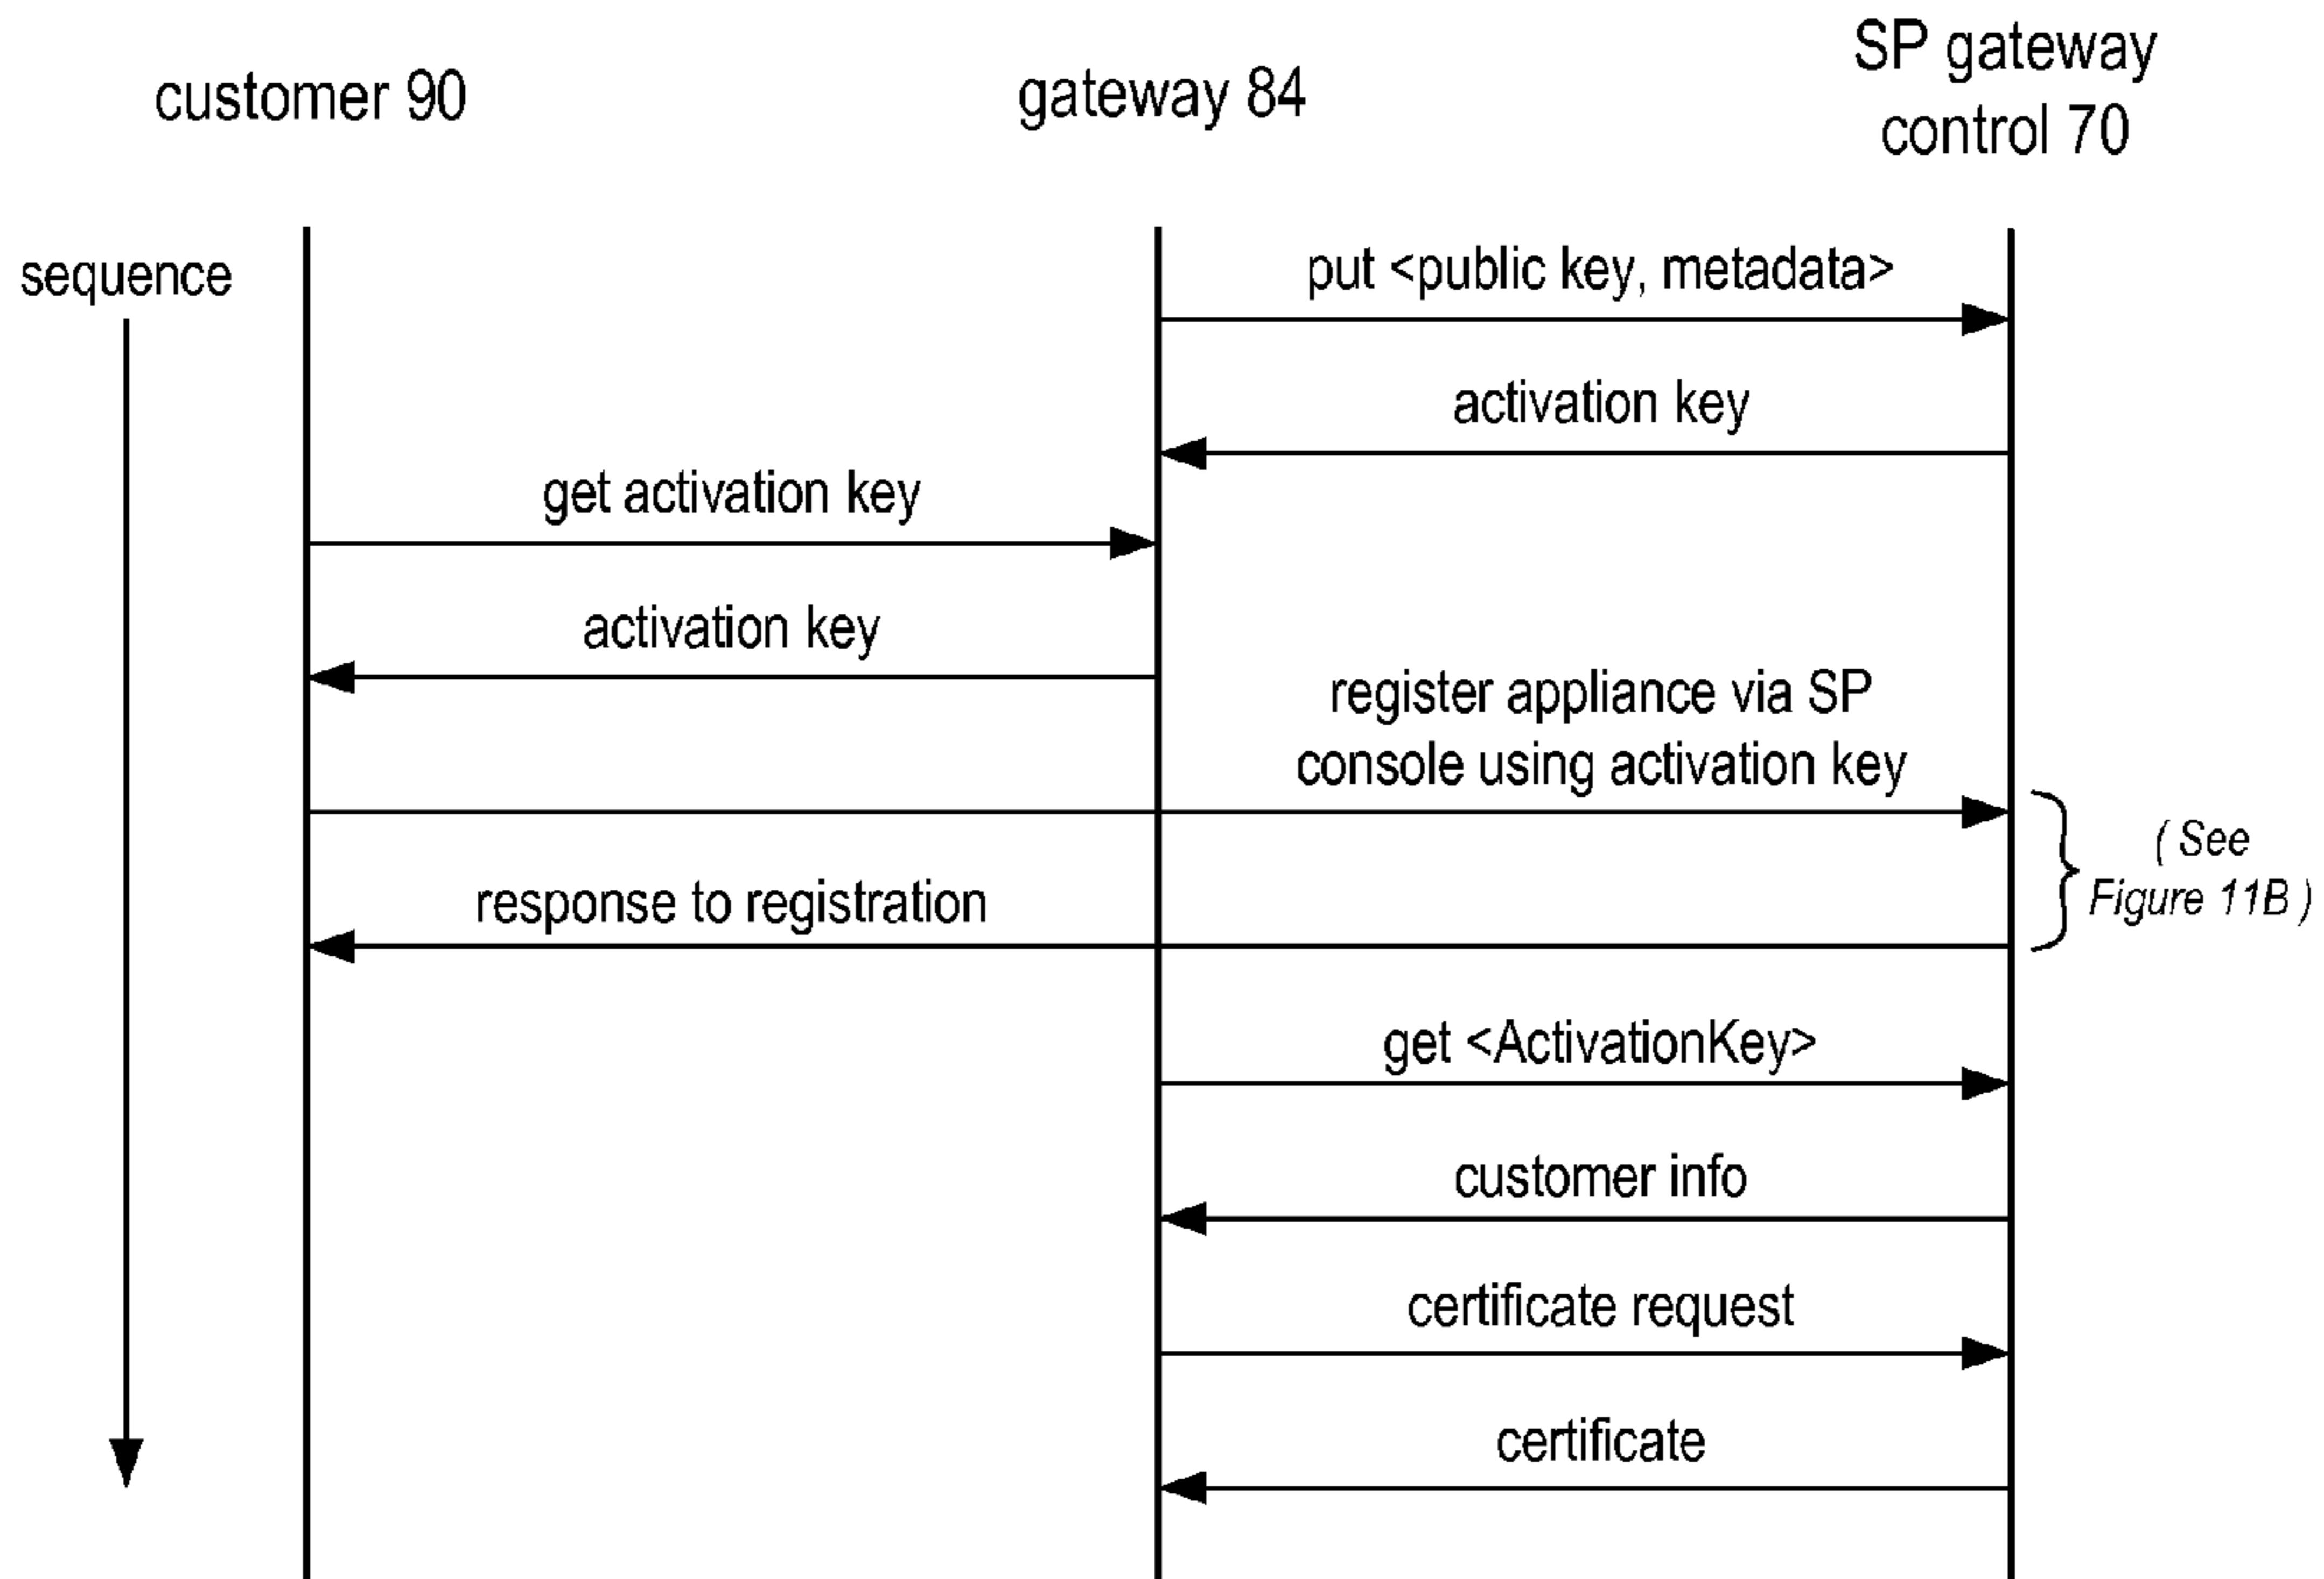 customer 90
gateway 84
SP gateway
control 70
sequence
put <public key, metadata>
activation key
get activation key
activation key
register appliance via SP
console using activation key
( See
Figure 11B )
response to registration
get <ActivationKey>
customer info
certificate request
certificate